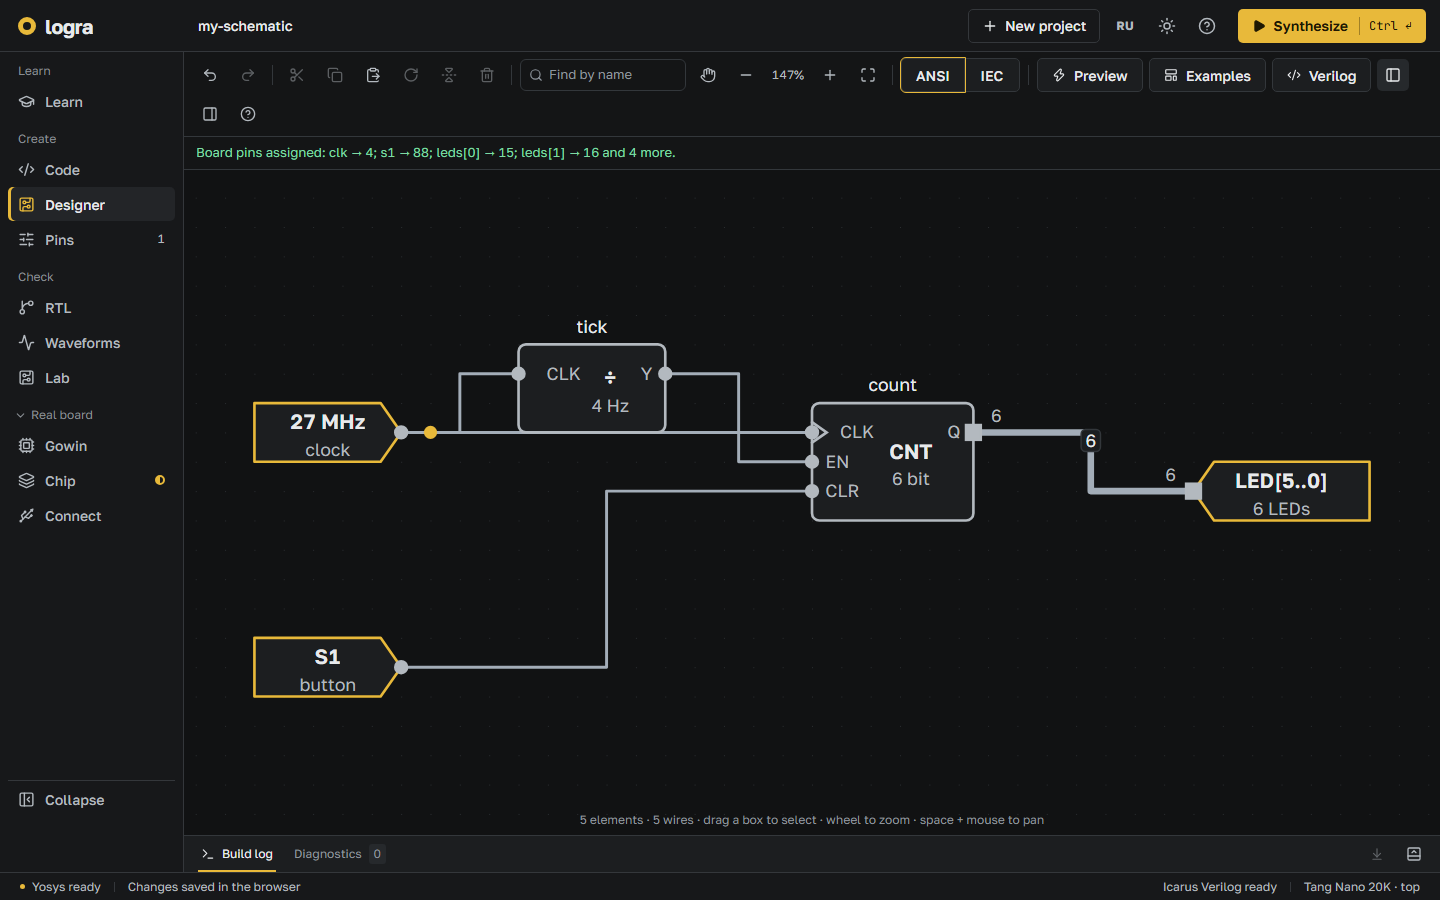 logra
my-schematic
New project
RU
Synthesize
Ctrl ↲
Learn
Learn
Create
Code
Designer
Pins 1
Check
RTL
Waveforms
Lab
Real board
Gowin
Chip
Connect
Collapse
Find by name
147%
ANSI
IEC
Preview
Examples
Verilog
Board pins assigned: clk → 4; s1 → 88; leds[0] → 15; leds[1] → 16 and 4 more.
tick
CLK ÷ Y
4 Hz
27 MHz
clock
count
CLK Q
CNT
EN
6 bit
CLR
6
6
6
LED[5..0]
6 LEDs
S1
button
5 elements · 5 wires · drag a box to select · wheel to zoom · space + mouse to pan
Build log
Diagnostics 0
Yosys ready
Changes saved in the browser
Icarus Verilog ready
Tang Nano 20K · top